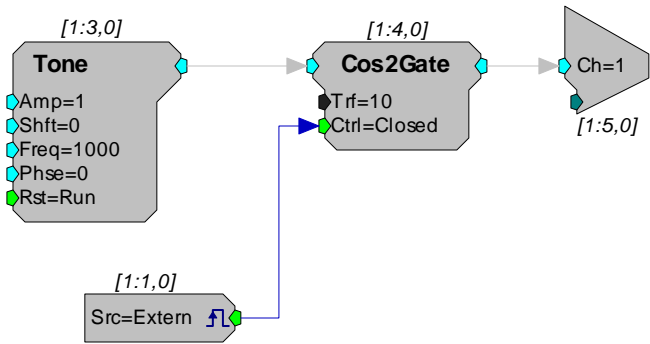 [1:3,0]
[1:4,0]
Tone
Cos2Gate
Ch=1
Amp=1
Trf=10
Shft=0
Ctrl=Closed
[1:5,0]
Freq=1000
Phse=0
Rst=Run
[1:1,0]
Src=Extern